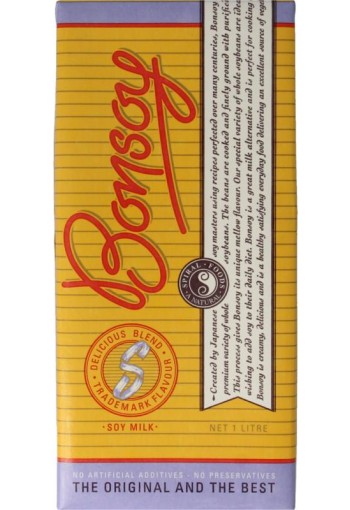 Bonsoy
• Created by Japanese soy masters using recipes perfected over many centuries, Bonsoy
premium variety of whole soybeans. The beans are cooked and finely ground with purified
This process gives Bonsoy its unique mellow flavour. Our special variety of whole soybeans are ideal
wishing to add soy to their daily diet. Bonsoy is a great milk alternative and is perfect for cooking
Bonsoy is creamy, delicious and is a healthy satisfying everyday food delivering an excellent source of
SPIRAL • FOODS
A NATURAL
DELICIOUS BLEND
S
TRADEMARK FLAVOUR
• SOY MILK •
NET 1 LITRE
NO ARTIFICIAL ADDITIVES - NO PRESERVATIVES
THE ORIGINAL AND THE BEST